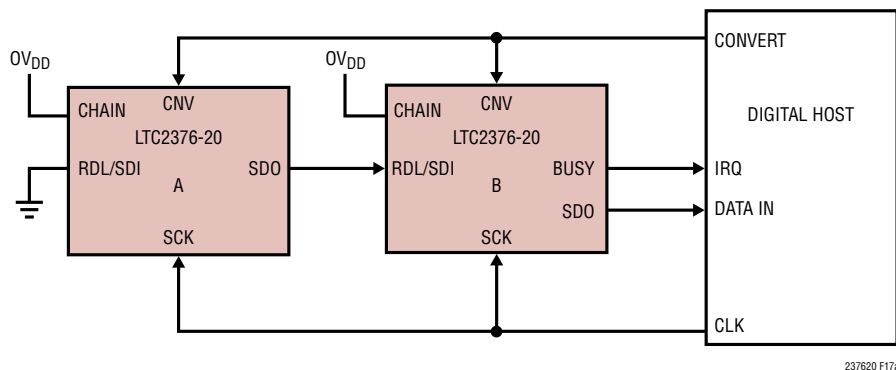 CONVERT
OVDD
OVDD
CHAIN
CNV
LTC2376-20
RDL/SDI
SDO
A
SCK
CHAIN
CNV
LTC2376-20
RDL/SDI
BUSY
B
SDO
SCK
DIGITAL HOST
IRQ
DATA IN
CLK